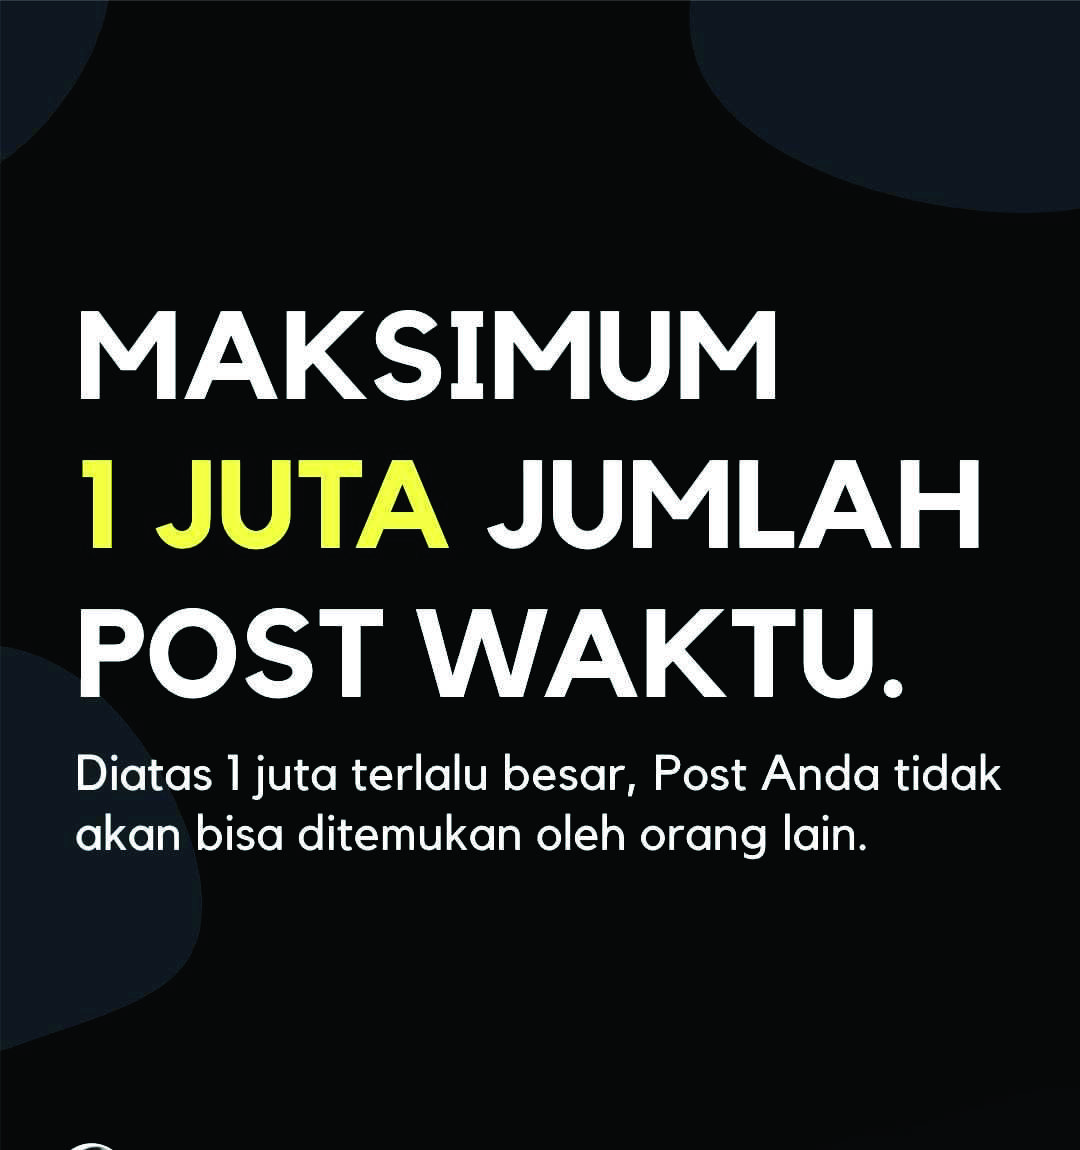 MAKSIMUM
1 JUTA JUMLAH
POST WAKTU.
Diatas 1 juta terlalu besar, Post Anda tidak
akan bisa ditemukan oleh orang lain.